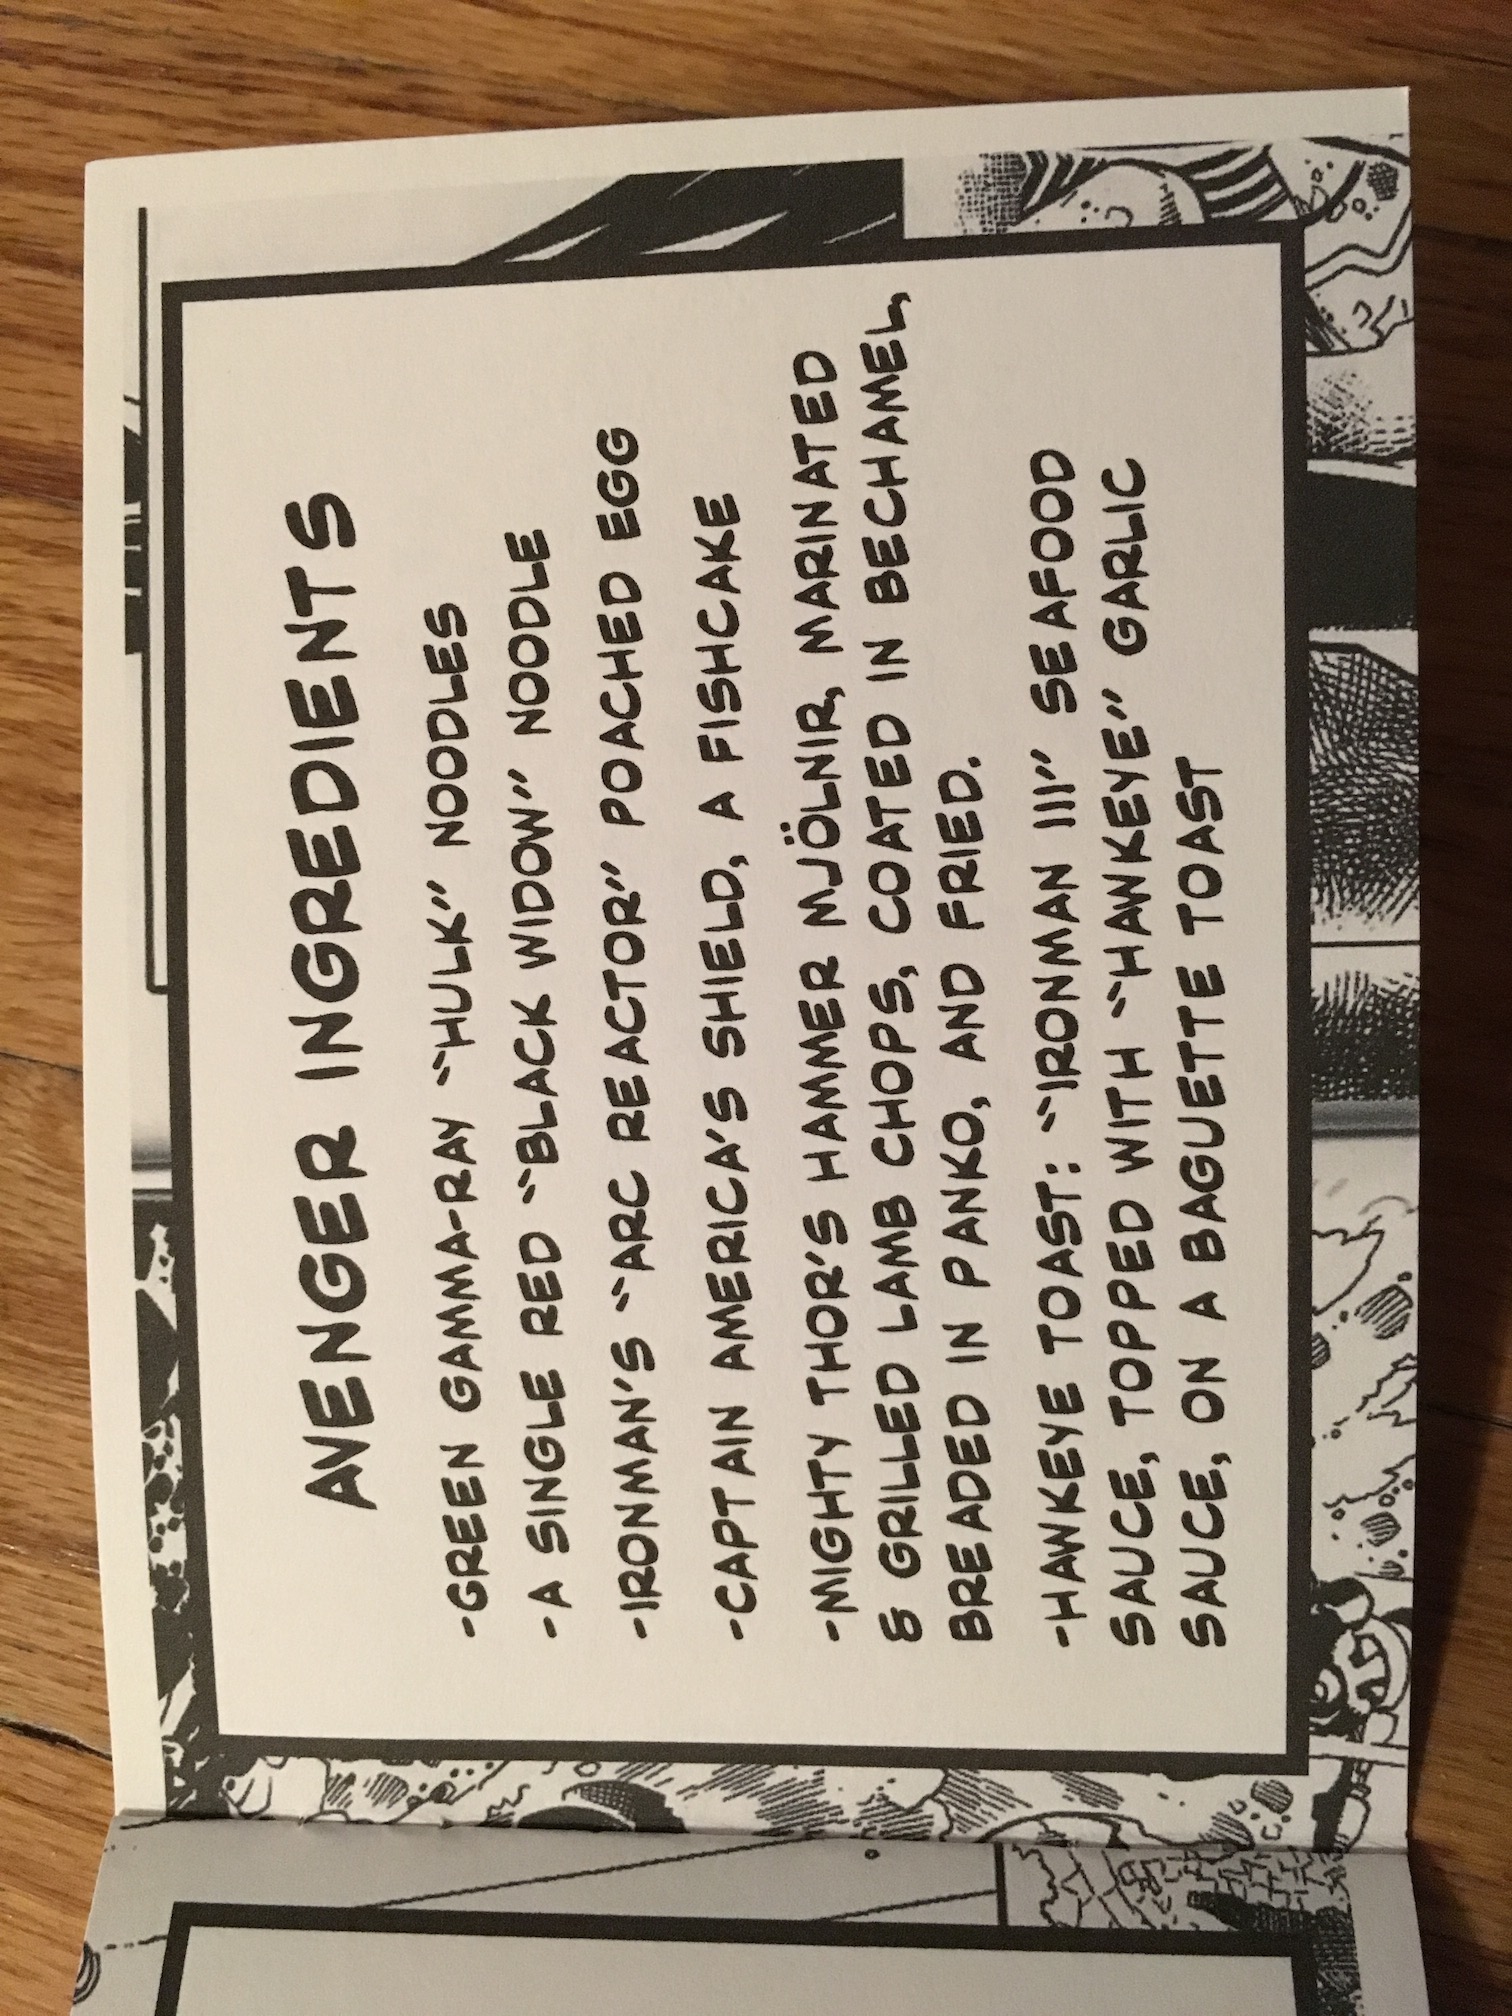 AVENGER INGREDIENTS
-GREEN GAMMA-RAY "HULK" NOODLES
-A SINGLE RED "BLACK WIDOW" NOODLE
-IRONMAN'S "ARC REACTOR" POACHED EGG
-CAPTAIN AMERICA'S SHIELD, A FISHCAKE
-MIGHTY THOR'S HAMMER MJÖLNIR, MARINATED
& GRILLED LAMB CHOPS, COATED IN BECHAMEL,
BREADED IN PANKO, AND FRIED.
-HAWKEYE TOAST: "IRONMAN III" SEAFOOD
SAUCE, TOPPED WITH "HAWKEYE" GARLIC
SAUCE, ON A BAGUETTE TOAST